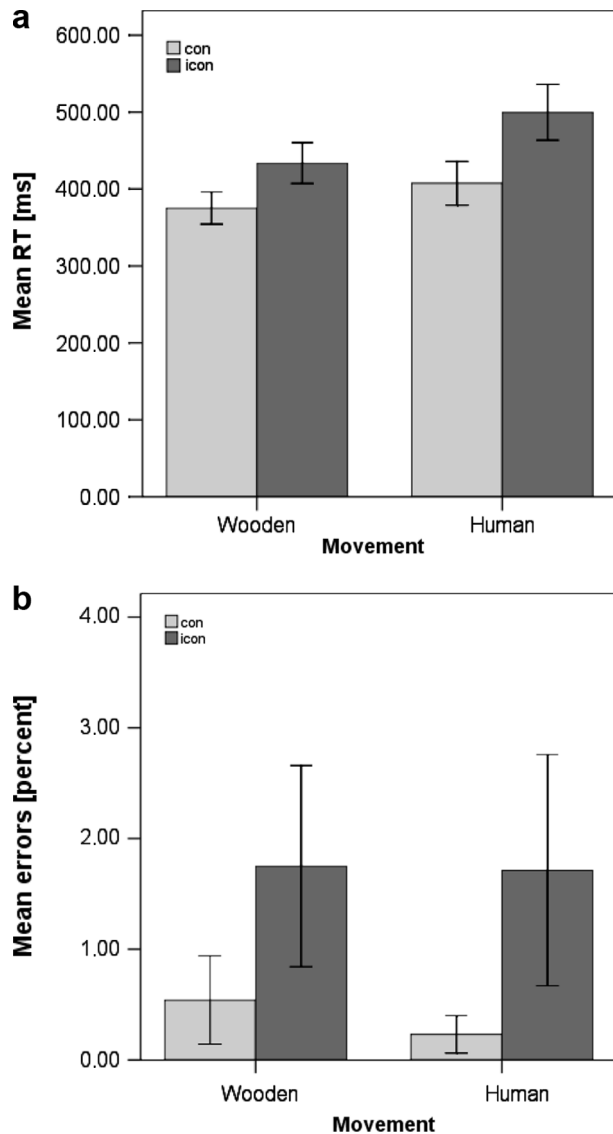 a
600.00
con
icon
500.00
400.00
300.00
200.00
100.00
0.00
Mean RT [ms]
Wooden
Human
Movement
b
4.00
con
icon
3.00
2.00
1.00
0.00
Mean errors [percent]
Wooden
Human
Movement